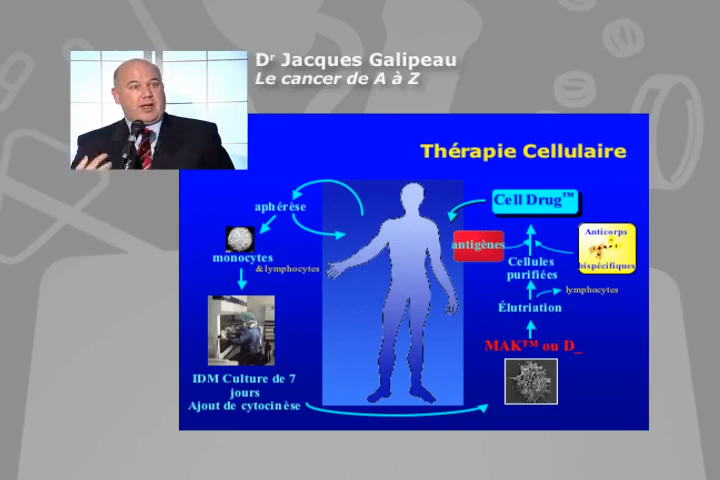 Dʳ Jacques Galipeau
Le cancer de A à Z
Thérapie Cellulaire
aphérèse
monocytes
& lymphocytes
IDM Culture de 7
jours
Ajout de cytocinèse
Cell Drug™
antigènes
Anticorps
bispécifiques
Cellules
purifiées
lymphocytes
Élutriation
MAK™ ou D_